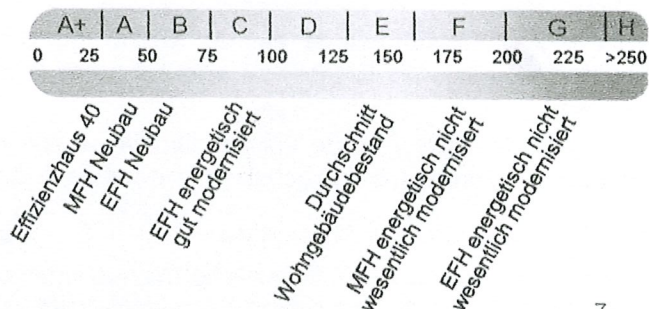 A+ A B C D E F G H
0 25 50 75 100 125 150 175 200 225 >250
Effizienzhaus 40
MFH Neubau
EFH Neubau
EFH energetisch
gut modernisiert
Durchschnitt
Wohngebäudebestand
MFH energetisch nicht
wesentlich modernisiert
EFH energetisch nicht
wesentlich modernisiert
7